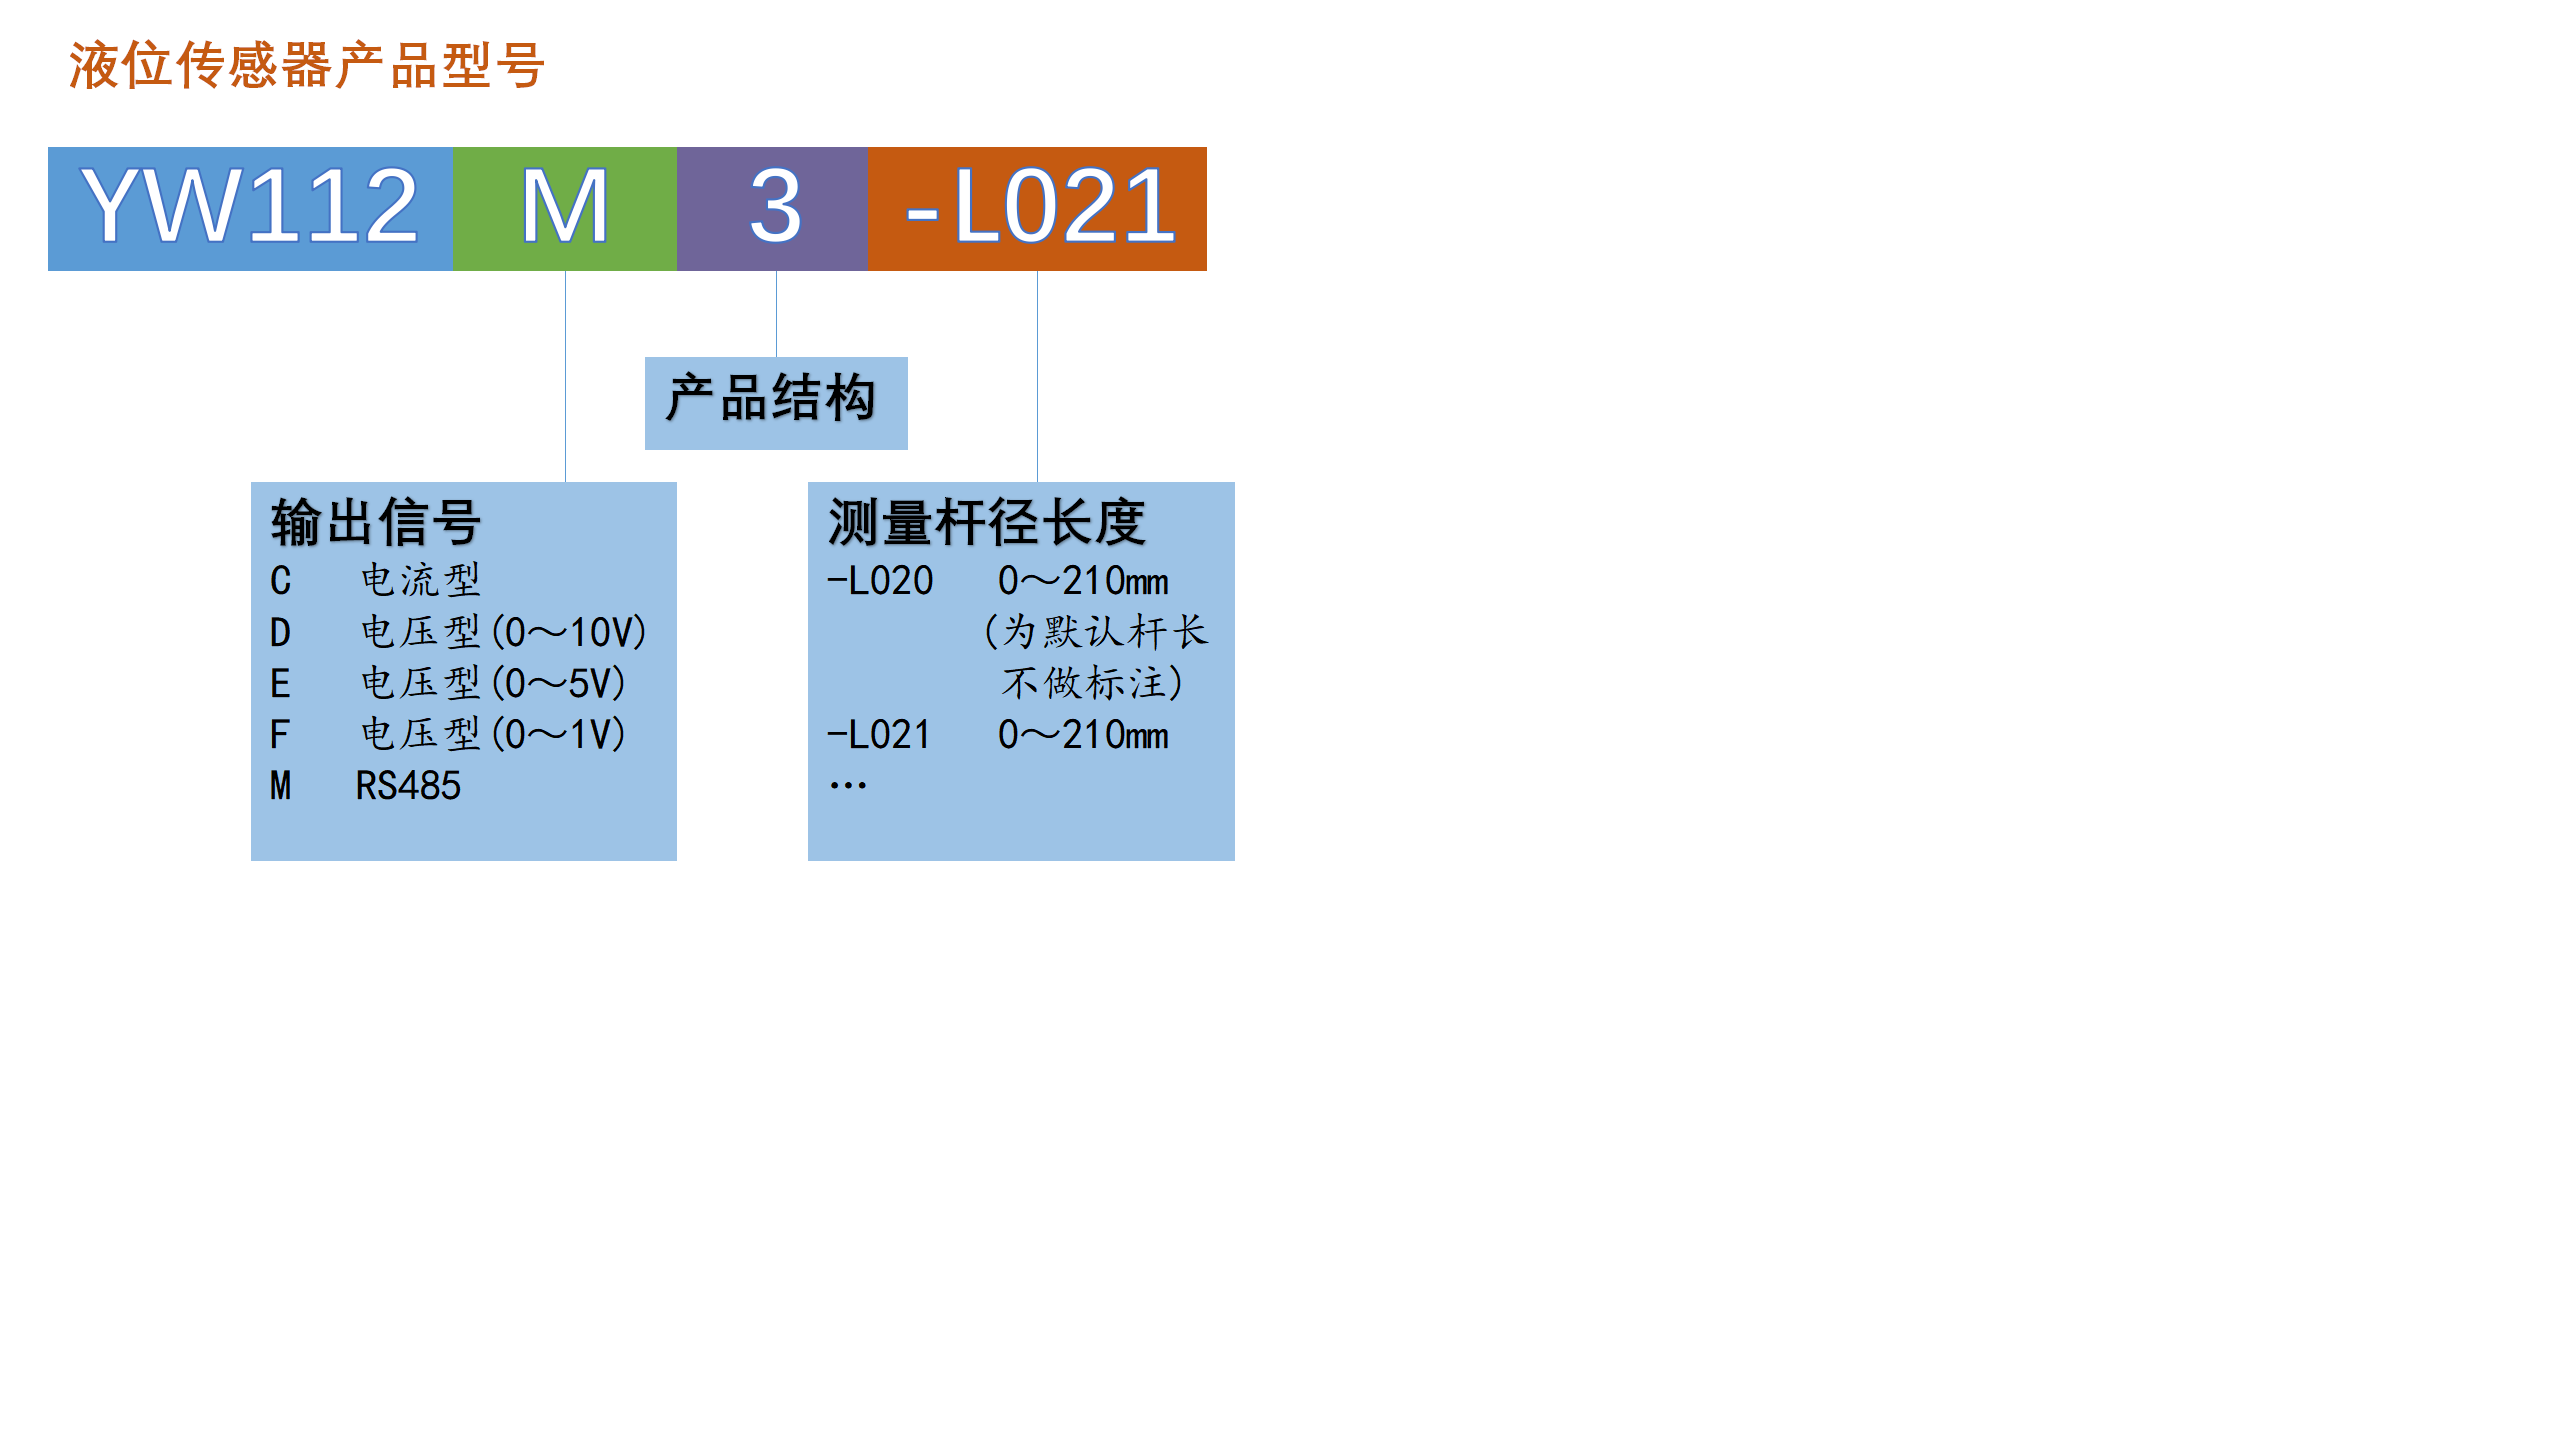 液位传感器产品型号
YW112 M 3 -L021
产品结构
输出信号
C 电流型
D 电压型(0～10V)
E 电压型(0～5V)
F 电压型(0～1V)
M RS485
测量杆径长度
-L020 0～210mm
(为默认杆长
不做标注)
-L021 0～210mm
…